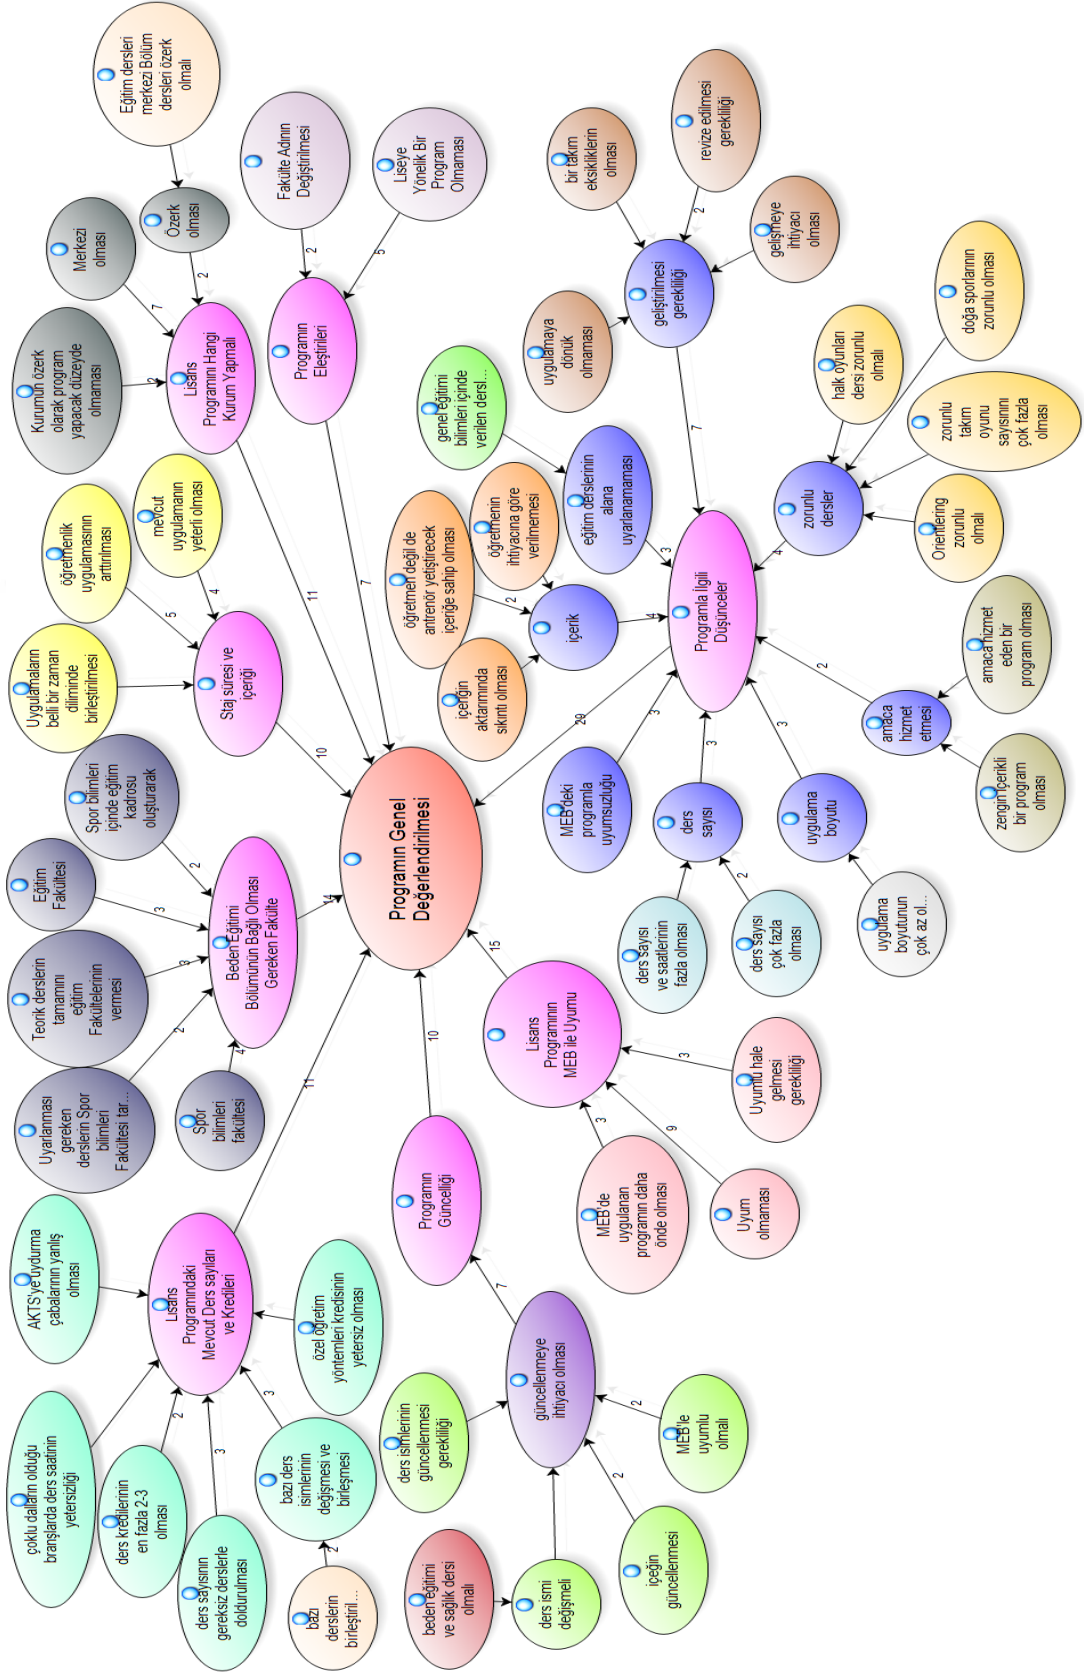 çoklu dalların olduğu
branşlarda ders saatinin
yetersizliği
AKTS'ye uydurma
çabalarının yanlış
olması
ders kredilerinin
en fazla 2-3
olması
2
ders sayısının
gereksiz derslerle
doldurulması
3
Lisans
Programındaki
Mevcut Ders sayıları
ve Kredileri
11
bazı
derslerin
birleştiril...
2
bazı ders
isimlerinin
değişmesi ve
birleşmesi
3
özel öğretim
yöntemleri kredisinin
yetersiz olması
Uyarlanması
gereken
derslerin Spor
bilimleri
Fakültesi tar...
2
Teorik derslerin
tamamını
eğitim
Fakültelerinin
vermesi
3
Eğitim
Fakültesi
3
Spor bilimleri
içinde eğitim
kadrosu
oluşturarak
2
Spor
bilimleri
fakültesi
4
Beden Eğitimi
Bölümünün Bağlı Olması
Gereken Fakülte
14
Uygulamaların
belli bir zaman
diliminde
birleştirilmesi
öğretmenlik
uygulamasının
arttırılması
5
mevcut
uygulamanın
yeterli olması
4
Staj süresi ve
içeriği
10
Kurumun özerk
olarak program
yapacak düzeyde
olmaması
2
Merkezi
olması
7
Eğitim dersleri
merkezi Bölüm
dersleri özerk
olmalı
Özerk
olması
2
Lisans
Programını Hangi
Kurum Yapmalı
11
Fakülte Adının
Değiştirilmesi
2
Liseye
Yönelik Bir
Program
Olmaması
5
Programın
Eleştirileri
7
Programın Genel
Değerlendirilmesi
beden eğitimi
ve sağlık dersi
olmalı
ders ismi
değişmeli
ders isimlerinin
güncellenmesi
gerekliliği
içeğin
güncellenmesi
2
MEB'le
uyumlu
olmalı
2
güncellenmeye
ihtiyacı olması
7
Programın
Güncelliği
10
MEB'de
uygulanan
programın daha
önde olması
3
Uyum
olmaması
9
Uyumlu hale
gelmesi
gerekliliği
3
Lisans
Programının
MEB ile Uyumu
15
içeriğin
aktarmında
sıkıntı olması
öğretmen değil de
antrenör yetiştirecek
içeriğe sahip olması
2
öğretmenin
ihtiyacına göre
verilmemesi
içerik
4
genel eğitimi
bilimleri içinde
verilen dersl...
eğitim derslerinin
alana
uyarlanamaması
3
uygulamaya
dönük
olmaması
bir takım
eksikliklerin
olması
revize edilmesi
gerekliliği
2
gelişmeye
ihtiyacı
olması
geliştirilmesi
gerekliliği
7
MEB'deki
programla
uyumsuzluğu
3
ders sayısı
ve saatlerinin
fazla olması
ders sayısı
çok fazla
olması
2
ders
sayısı
3
uygulama
boyutunun
çok az ol...
uygulama
boyutu
3
zengin içerikli
bir program
olması
amaca hizmet
eden bir
program olması
amaca
hizmet
etmesi
2
Orientiering
zorunlu
olmalı
zorunlu
takım
oyunu
sayısınını
çok fazla
olması
halk oyunları
dersi zorunlu
olmalı
doğa sporlarının
zorunlu olması
zorunlu
dersler
4
Programla İlgili
Düşünceler
29